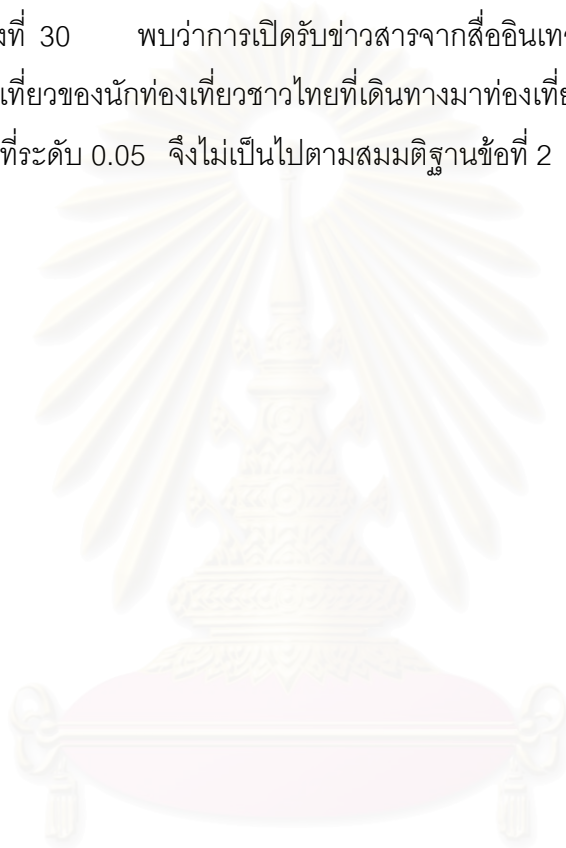 ที่ 30 พบว่าการเปิดรับข่าวสารจากสื่ออินเท
เที่ยวของนักท่องเที่ยวชาวไทยที่เดินทางมาท่องเที่ย
ที่ระดับ 0.05 จึงไม่เป็นไปตามสมมติฐานข้อที่ 2